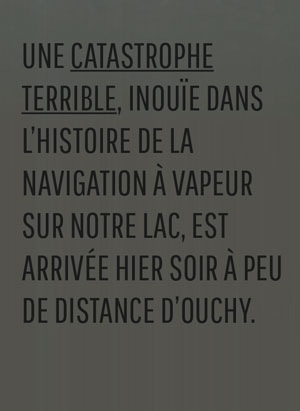 UNE CATASTROPHE
TERRIBLE, INOUÏE DANS
L'HISTOIRE DE LA
NAVIGATION À VAPEUR
SUR NOTRE LAC, EST
ARRIVÉE HIER SOIR À PEU
DE DISTANCE D'OUCHY.